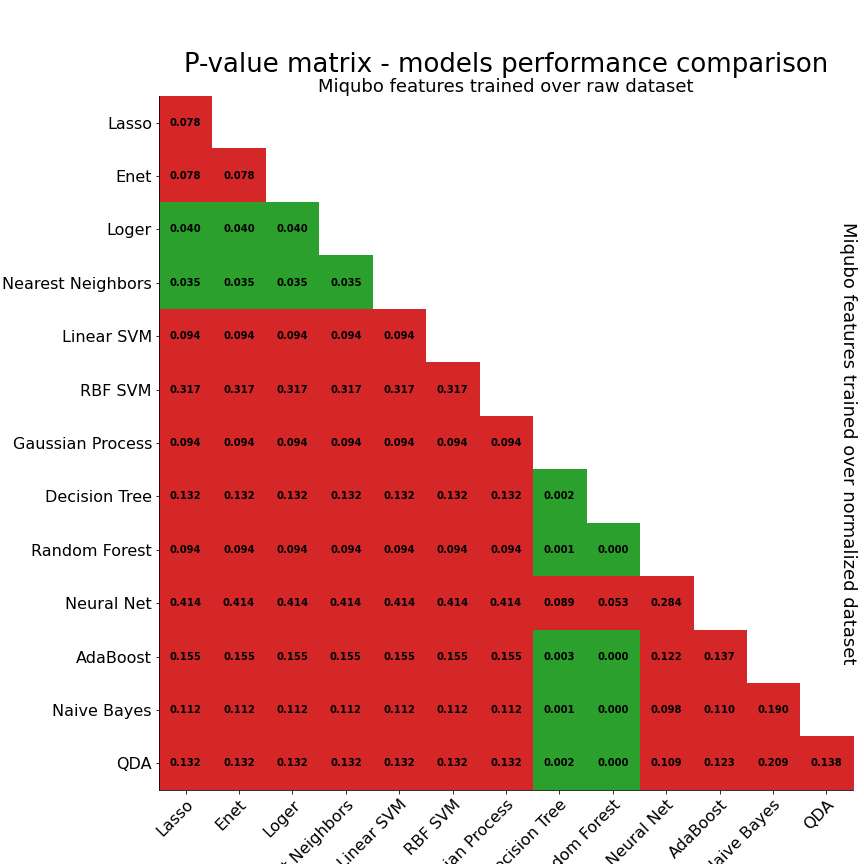 P-value matrix - models performance comparison
Miqubo features trained over raw dataset
Lasso 0.078
Enet 0.078 0.078
Loger 0.040 0.040 0.040
Nearest Neighbors 0.035 0.035 0.035 0.035
Linear SVM 0.094 0.094 0.094 0.094 0.094
RBF SVM 0.317 0.317 0.317 0.317 0.317 0.317
Gaussian Process 0.094 0.094 0.094 0.094 0.094 0.094 0.094
Decision Tree 0.132 0.132 0.132 0.132 0.132 0.132 0.132 0.002
Random Forest 0.094 0.094 0.094 0.094 0.094 0.094 0.094 0.001 0.000
Neural Net 0.414 0.414 0.414 0.414 0.414 0.414 0.414 0.089 0.053 0.284
AdaBoost 0.155 0.155 0.155 0.155 0.155 0.155 0.155 0.003 0.000 0.122 0.137
Naive Bayes 0.112 0.112 0.112 0.112 0.112 0.112 0.112 0.001 0.000 0.098 0.110 0.190
QDA 0.132 0.132 0.132 0.132 0.132 0.132 0.132 0.002 0.000 0.109 0.123 0.209 0.138
Lasso
Enet
Loger
t Neighbors
Linear SVM
RBF SVM
ian Process
ecision Tree
dom Forest
Neural Net
AdaBoost
aive Bayes
QDA
Miqubo features trained over normalized dataset